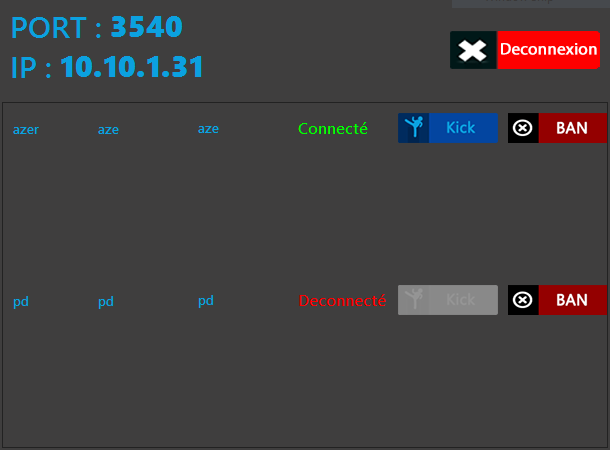 PORT : 3540
IP : 10.10.1.31
Deconnexion
azer aze aze Connecté Kick BAN
pd pd pd Deconnecté Kick BAN